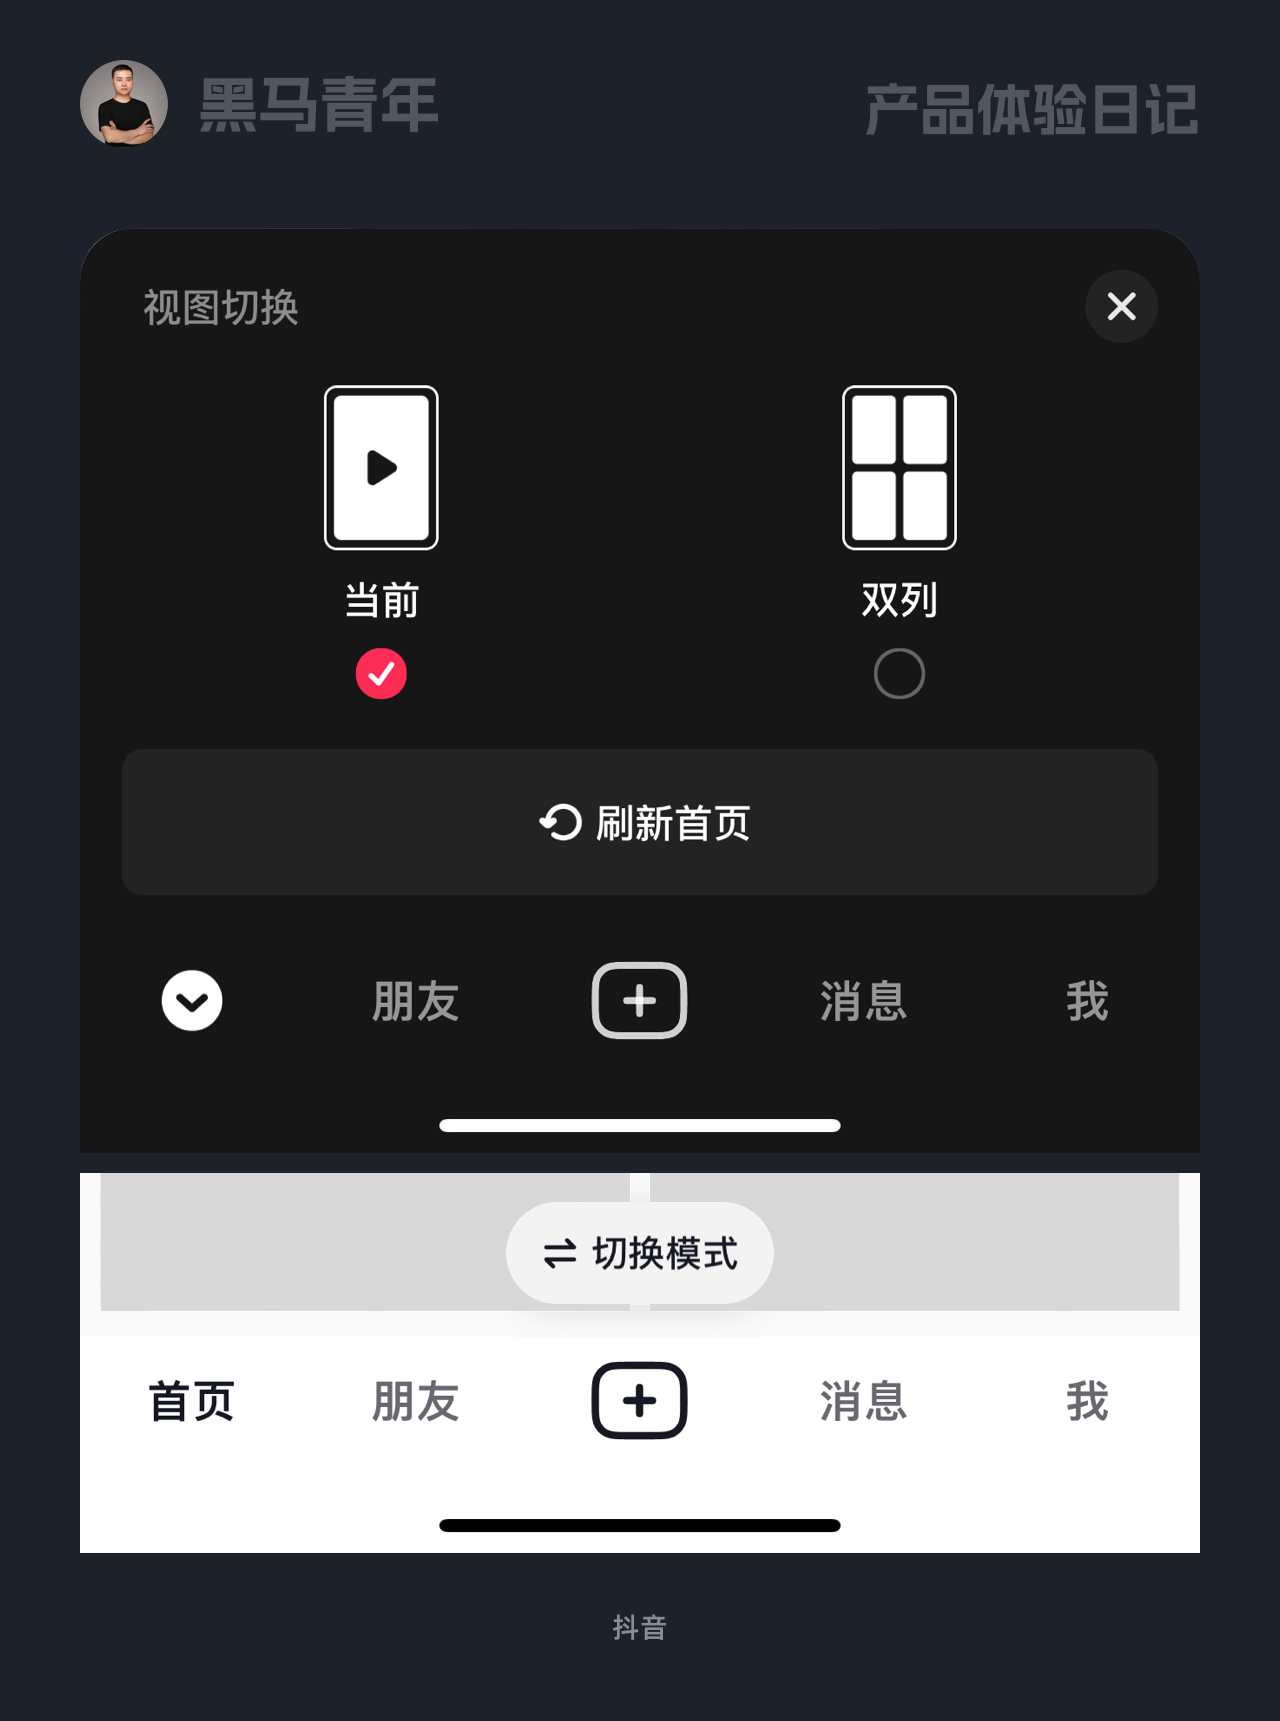 黑马青年
产品体验日记
视图切换
当前
双列
刷新首页
朋友
消息
我
切换模式
首页
朋友
消息
我
抖音